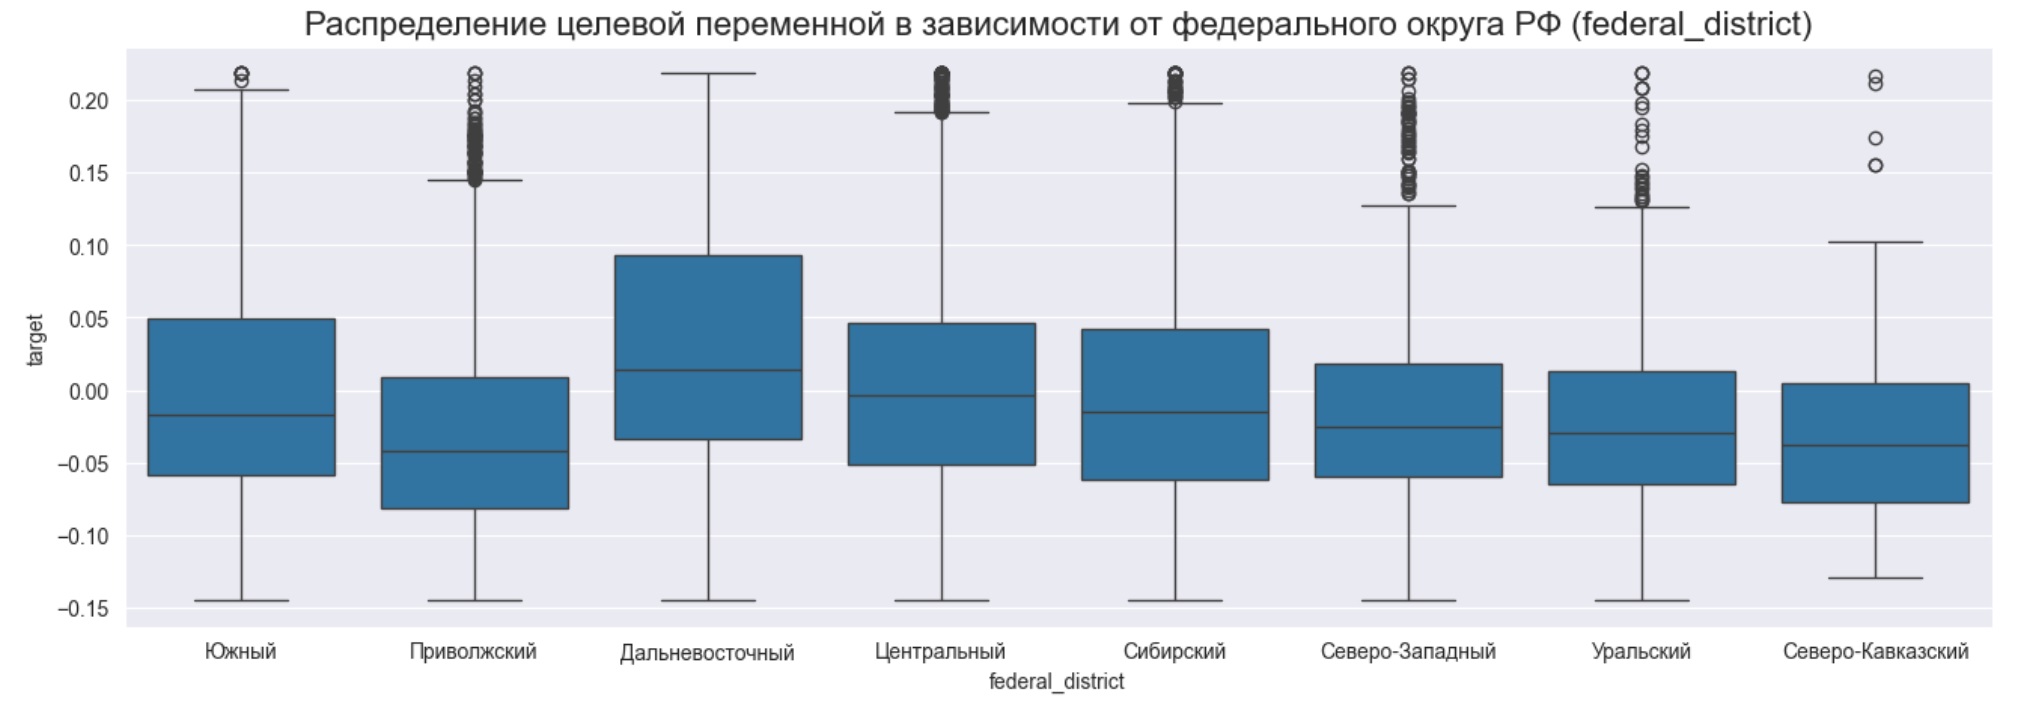 Распределение целевой переменной в зависимости от федерального округа РФ (federal_district)
target
0.20
0.15
0.10
0.05
0.00
−0.05
−0.10
−0.15
Южный Приволжский Дальневосточный Центральный Сибирский Северо-Западный Уральский Северо-Кавказский
federal_district